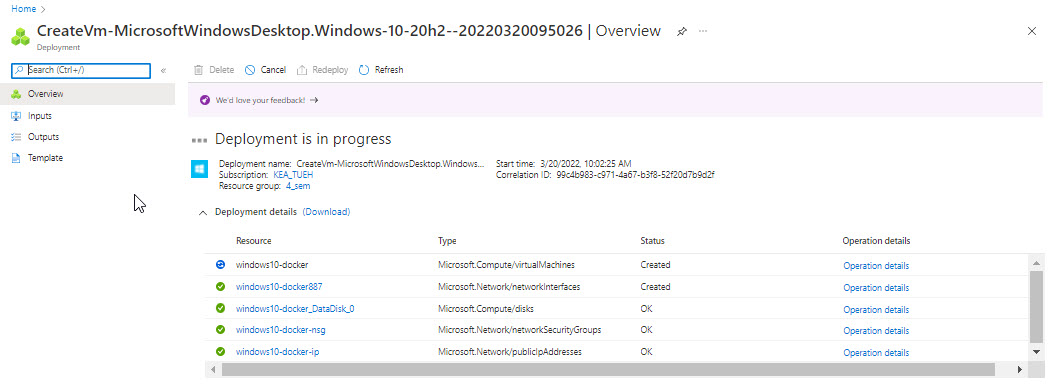 Home >
CreateVm-MicrosoftWindowsDesktop.Windows-10-20h2--20220320095026 | Overview
Deployment
Search (Ctrl+/)
«
Delete Cancel Redeploy Refresh
Overview
Inputs
Outputs
Template
We'd love your feedback! →
Deployment is in progress
Deployment name: CreateVm-MicrosoftWindowsDesktop.Windows... Start time: 3/20/2022, 10:02:25 AM
Subscription: KEA_TUEH Correlation ID: 99c4b983-c971-4a67-b3f8-52f20d7b9d2f
Resource group: 4_sem
Deployment details (Download)
Resource Type Status Operation details
windows10-docker Microsoft.Compute/virtualMachines Created Operation details
windows10-docker887 Microsoft.Network/networkInterfaces Created Operation details
windows10-docker_DataDisk_0 Microsoft.Compute/disks OK Operation details
windows10-docker-nsg Microsoft.Network/networkSecurityGroups OK Operation details
windows10-docker-ip Microsoft.Network/publicIpAddresses OK Operation details